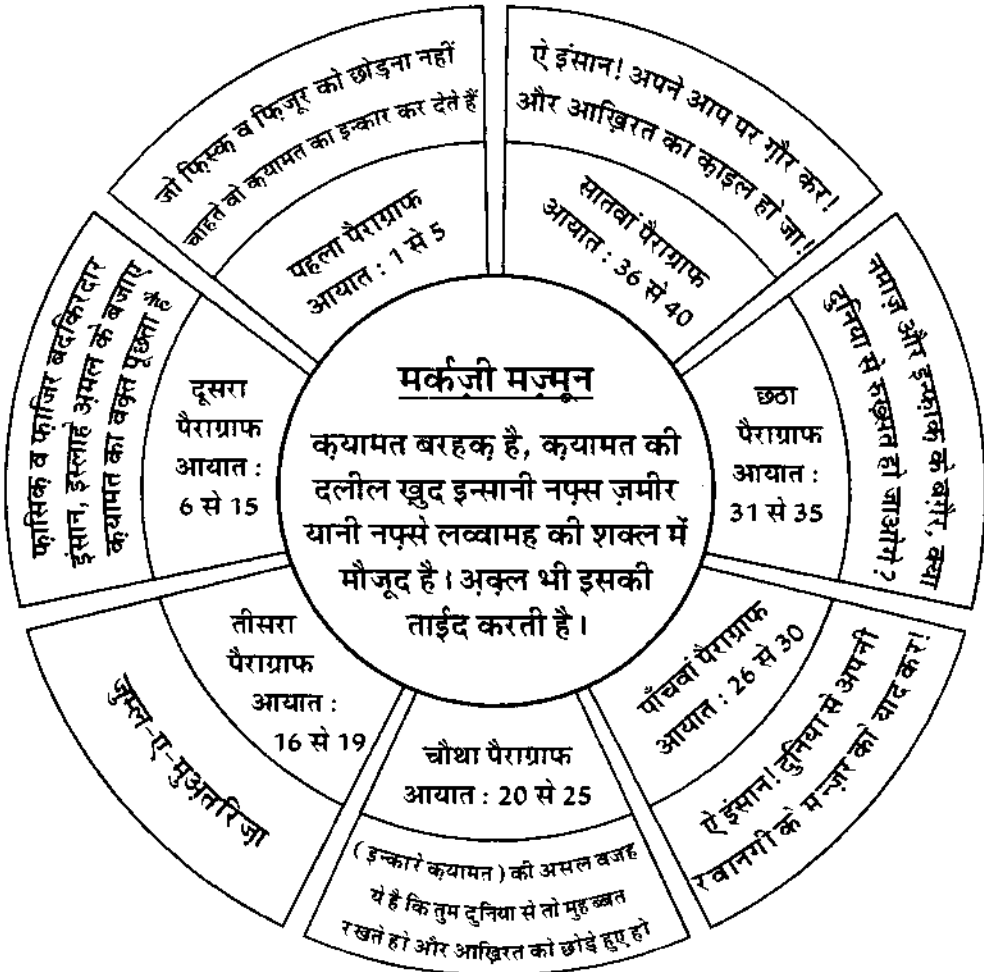 मर्कज़ी मज़्मून
क़यामत बरहक़ है, क़यामत की
दलील ख़ुद इन्सानी नफ़्स ज़मीर
यानी नफ़्से लव्वामह की शक्ल में
मौजूद है। अ़क़्ल भी इसकी
ताईद करती है।
जो फ़िस्क़ व फ़िजूर को छोड़ना नहीं
चाहते वो क़यामत का इन्कार कर देते हैं
पहला पैराग्राफ
आयात : 1 से 5
फ़ासिक़ व फ़ाजिर बदकिरदार
इंसान, इस्लाहे अ़मल के बजाए
क़यामत का वक़्त पूछता है
दूसरा
पैराग्राफ
आयात :
6 से 15
जुम्ल-ए-मुअ़तरिज़ा
तीसरा
पैराग्राफ
आयात :
16 से 19
चौथा पैराग्राफ
आयात : 20 से 25
( इन्कारे क़यामत ) की असल वजह
ये है कि तुम दुनिया से तो मुहब्बत
रखते हो और आख़िरत को छोड़े हुए हो
पाँचवां पैराग्राफ
आयात : 26 से 30
ऐ इंसान! दुनिया से अपनी
रवानगी के मन्ज़र को याद कर!
छठा
पैराग्राफ
आयात :
31 से 35
नमाज़ और इन्फ़ाक़ के बग़ैर, क्या
दुनिया से रुख़्सत हो जाओगे?
सातवां पैराग्राफ
आयात : 36 से 40
ऐ इंसान! अपने आप पर ग़ौर कर!
और आख़िरत का क़ाइल हो जा!